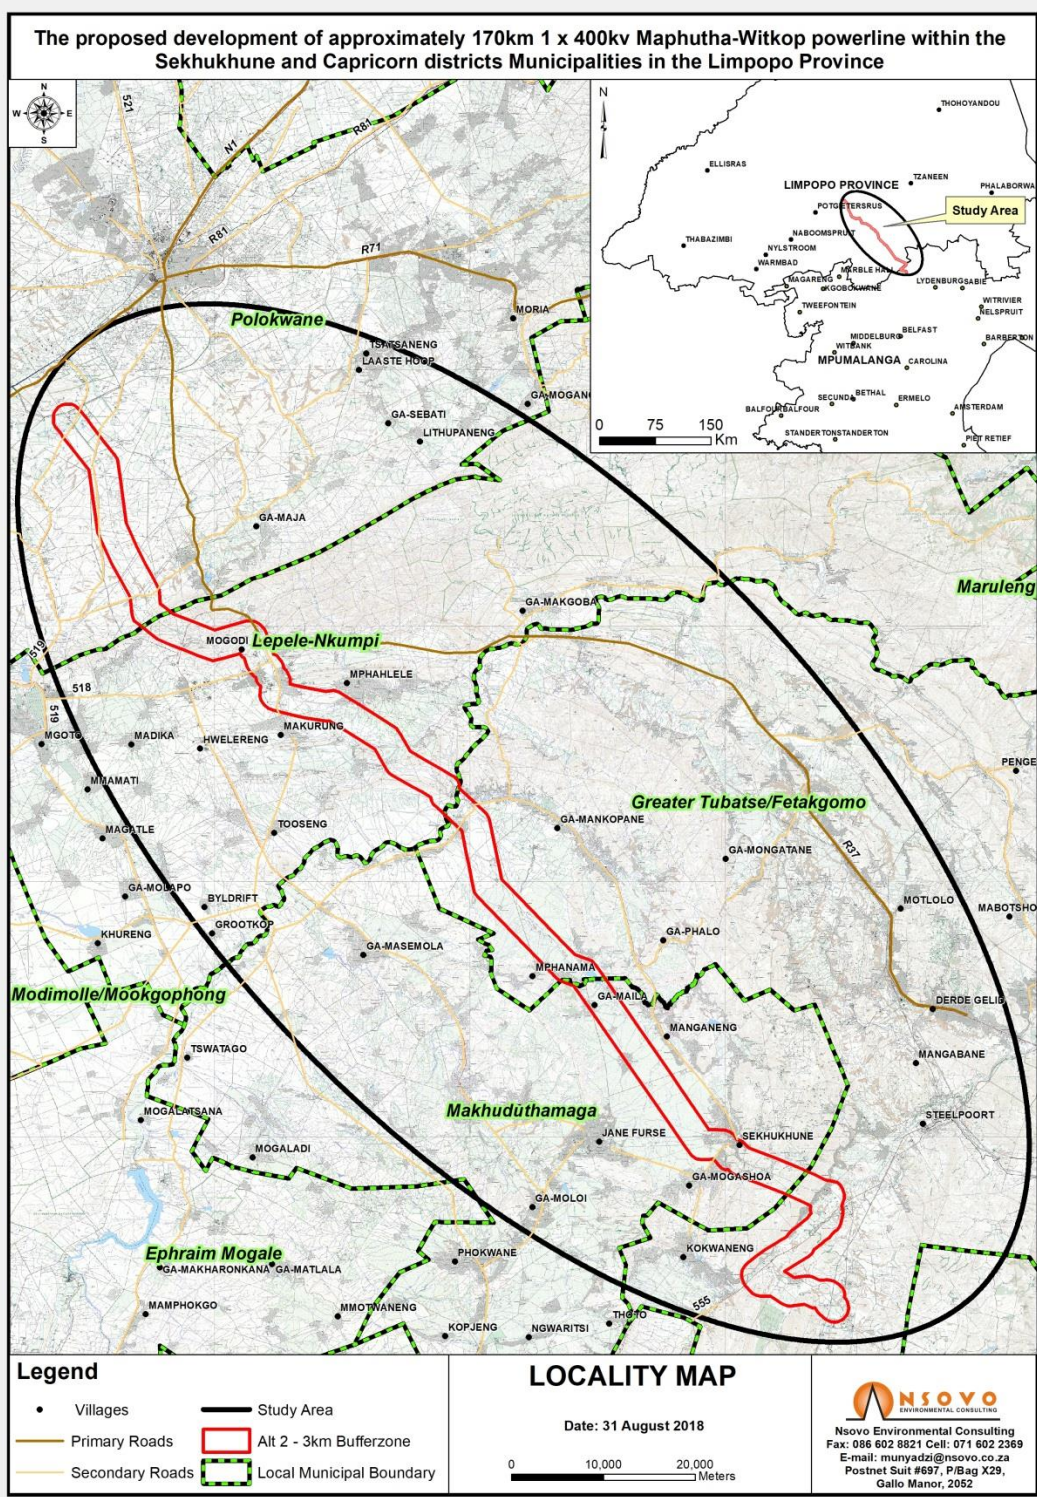 The proposed development of approximately 170km 1 x 400kv Maphutha-Witkop powerline within the
Sekhukhune and Capricorn districts Municipalities in the Limpopo Province
N
W E
S
521
N1
R81
R81
R71
Polokwane
MORIA
TSATSANENG
LAASTE HOOP
GA-MOGANO
GA-SEBATI
LITHUPANENG
GA-MAJA
GA-MAKGOBA
Maruleng
MOGODI
Lepele-Nkumpi
519
518
519
MPHAHLELE
MGOTO
MADIKA
HWELERENG
MAKURUNG
PENGE
MMAMATI
Greater Tubatse/Fetakgomo
MAGATLE
TOOSENG
GA-MANKOPANE
GA-MONGATANE
R37
GA-MOLAPO
BYLDRIFT
MOTLOLO
MABOTSHO
KHURENG
GROOTKOP
GA-MASEMOLA
GA-PHALO
MPHANAMA
Modimolle/Mookgophong
GA-MAILA
DERDE GELID
MANGANENG
TSWATAGO
MANGABANE
MOGALATSANA
Makhuduthamaga
STEELPOORT
JANE FURSE
SEKHUKHUNE
MOGALADI
GA-MOGASHOA
GA-MOLOI
Ephraim Mogale
GA-MAKHARONKANA
GA-MATLALA
PHOKWANE
KOKWANENG
MAMPHOKGO
MMOTWANENG
555
KOPJENG
NGWARITSI
THOTO
N
THOHOYANDOU
ELLISRAS
LIMPOPO PROVINCE
TZANEEN
PHALABORWA
POTGIETERSRUS
Study Area
THABAZIMBI
NABOOMSPRUIT
NYLSTROOM
WARMBAD
MARBLE HALL
MAGARENG
KGOBOKWANE
LYDENBURG
SABIE
TWEEFONTEIN
WITRIVIER
NELSPRUIT
BELFAST
MIDDELBURG
WITBANK
BARBERTON
MPUMALANGA
CAROLINA
SECUNDA
BETHAL
ERMELO
BALFOUR
BALFOUR
AMSTERDAM
STANDERTON
STANDERTON
PIET RETIEF
0 75 150
Km
Legend
Villages
Primary Roads
Secondary Roads
Study Area
Alt 2 - 3km Bufferzone
Local Municipal Boundary
LOCALITY MAP
Date: 31 August 2018
0 10,000 20,000
Meters
NSOVO
ENVIRONMENTAL CONSULTING
Nsovo Environmental Consulting
Fax: 086 602 8821 Cell: 071 602 2369
E-mail: munyadzi@nsovo.co.za
Postnet Suit #697, P/Bag X29,
Gallo Manor, 2052